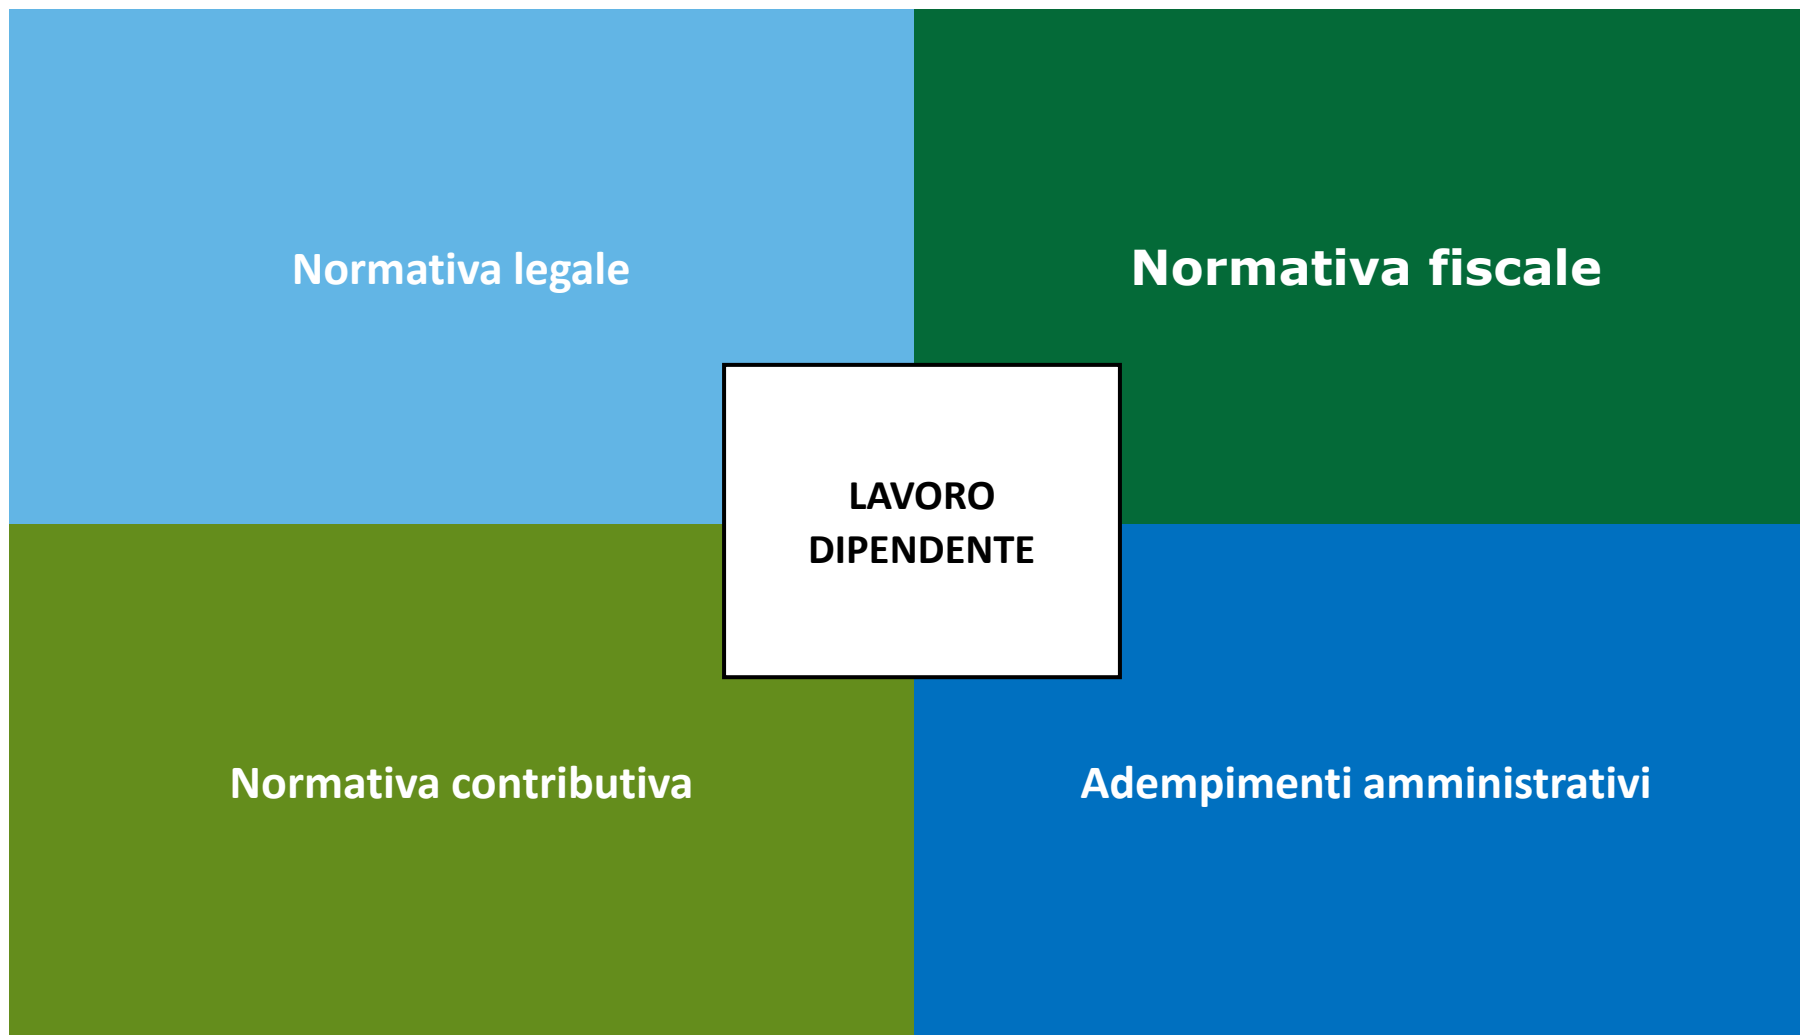 Normativa legale
Normativa fiscale
LAVORO
DIPENDENTE
Normativa contributiva
Adempimenti amministrativi